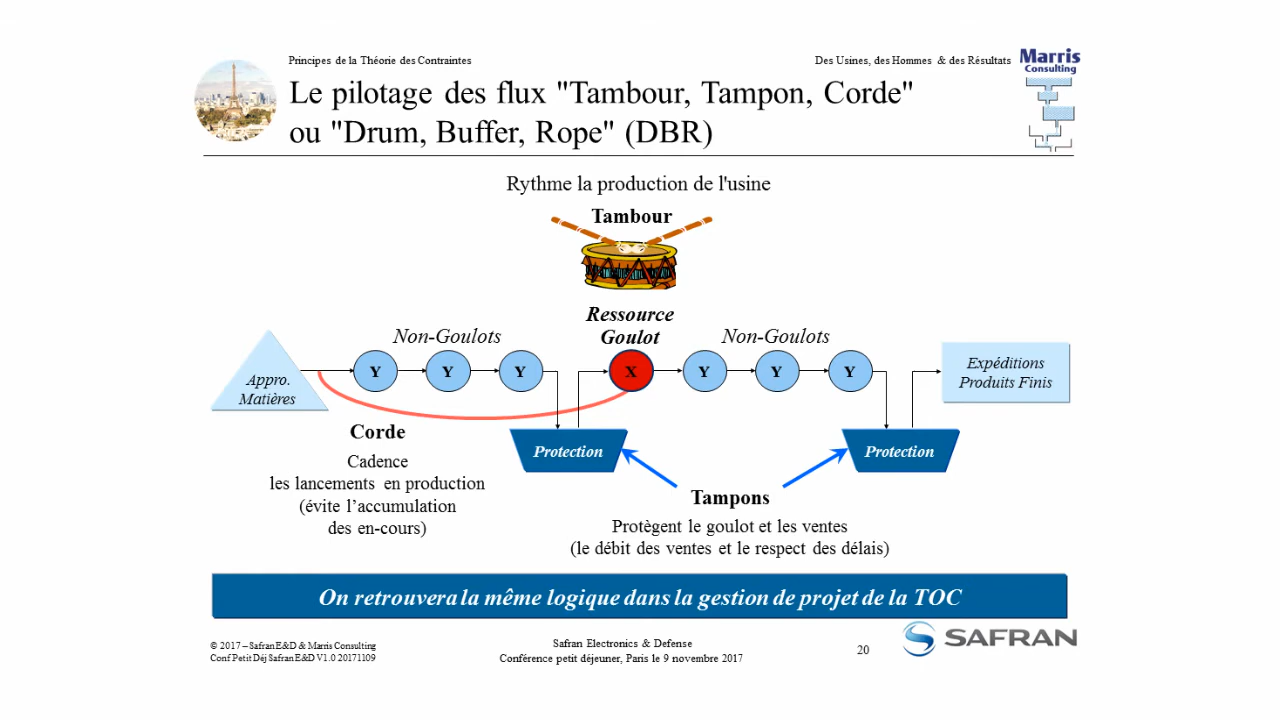 Principes de la Théorie des Contraintes
Des Usines, des Hommes & des Résultats
Marris
Consulting
Le pilotage des flux "Tambour, Tampon, Corde"
ou "Drum, Buffer, Rope" (DBR)
Rythme la production de l'usine
Tambour
Ressource
Goulot
Non-Goulots
Non-Goulots
Appro.
Matières
Y
Y
Y
X
Y
Y
Y
Expéditions
Produits Finis
Corde
Cadence
les lancements en production
(évite l’accumulation
des en-cours)
Protection
Protection
Tampons
Protègent le goulot et les ventes
(le débit des ventes et le respect des délais)
On retrouvera la même logique dans la gestion de projet de la TOC
© 2017 – Safran E&D & Marris Consulting
Conf Petit Déj Safran E&D V1.0 20171109
Safran Electronics & Defense
Conférence petit déjeuner, Paris le 9 novembre 2017
20
SAFRAN